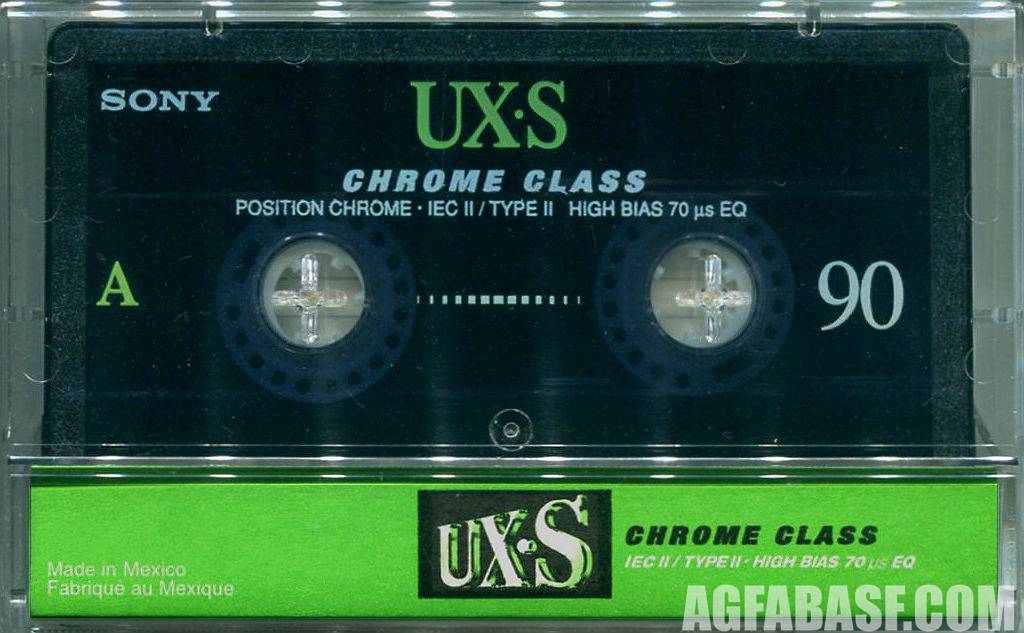 SONY
UX·S
CHROME CLASS
POSITION CHROME · IEC II / TYPE II HIGH BIAS 70 µs EQ
A
90
UX·S
CHROME CLASS
IEC II / TYPE II · HIGH BIAS 70 µs EQ
Made in Mexico
Fabriqué au Mexique
AGFABASF.COM